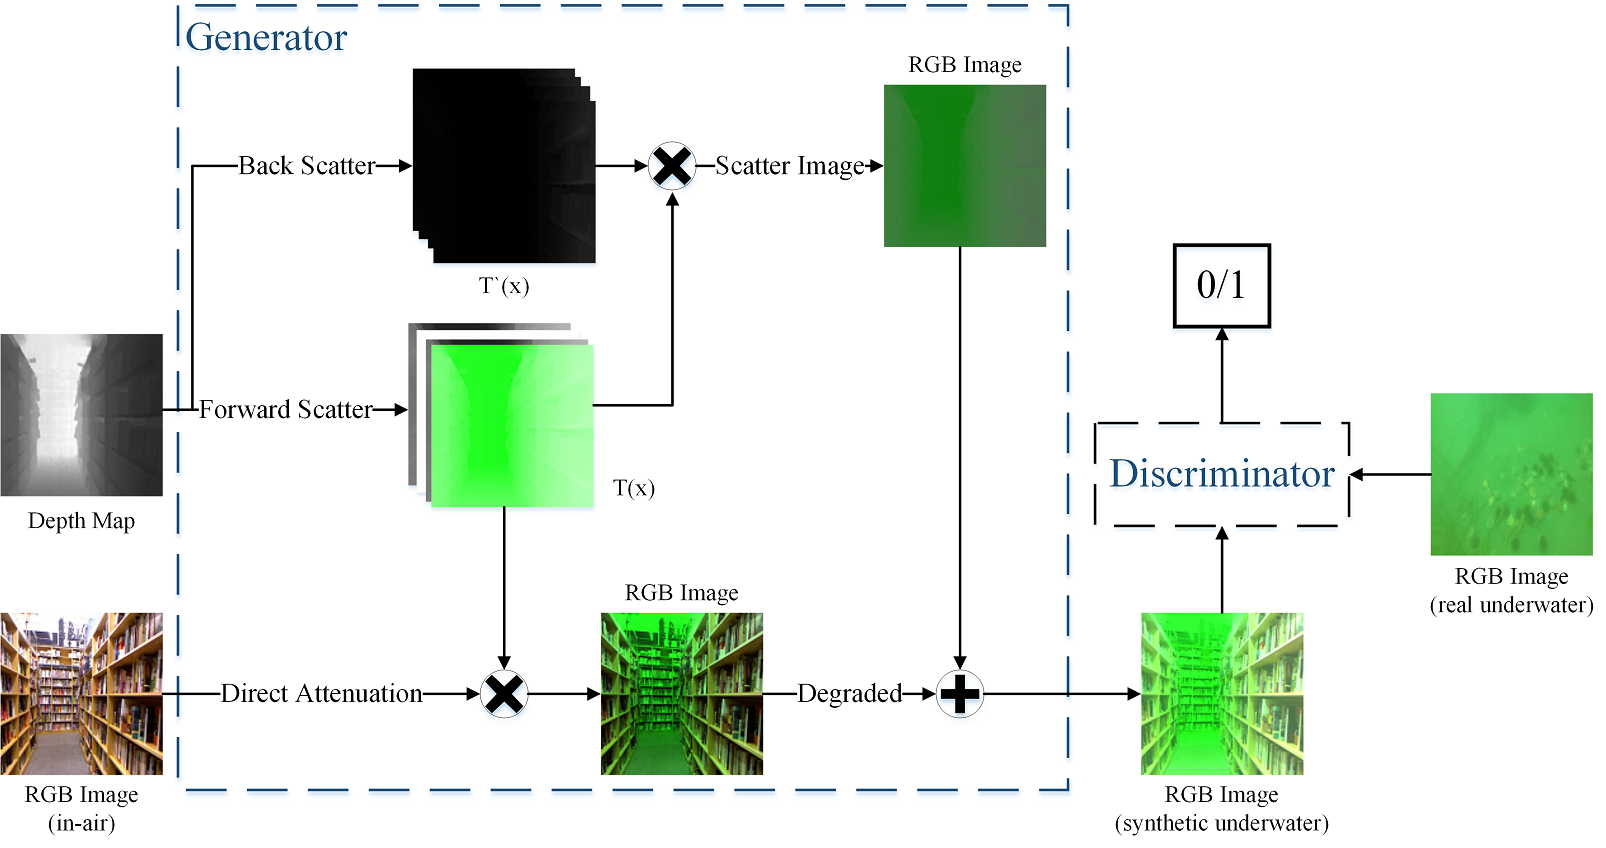 Generator
RGB Image
Back Scatter
Scatter Image
T`(x)
0/1
Forward Scatter
Discriminator
T(x)
Depth Map
RGB Image
(real underwater)
RGB Image
Direct Attenuation
Degraded
RGB Image
(in-air)
RGB Image
(synthetic underwater)